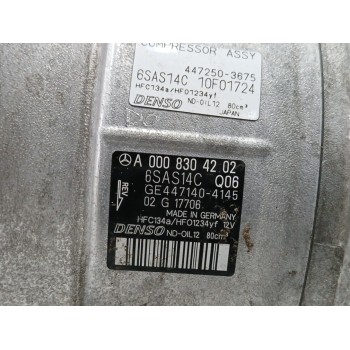 COMPRESSOR ASSY
447250-3675
6SAS14C 10F01724
HFC134a/HFO1234yf
DENSO ND-OIL12 80cm³
JAPAN
A 000 830 42 02
6SAS14C Q06
GE447140-4145
02 G 17706
MADE IN GERMANY
HFC134a/HFO1234yf 12V
DENSO ND-OIL12 80cm³
REV